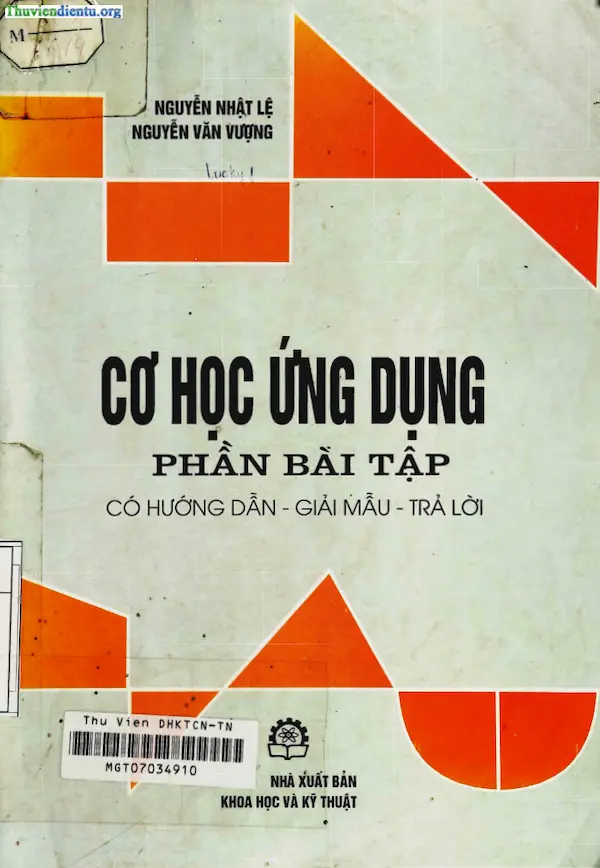 Thuviendientu.org
M
NGUYỄN NHẬT LỆ
NGUYỄN VĂN VƯỢNG
Lucky!
CƠ HỌC ỨNG DỤNG
PHẦN BÀI TẬP
CÓ HƯỚNG DẪN - GIẢI MẪU - TRẢ LỜI
Thu Vien DHKTCN-TN
MGT07034910
NHÀ XUẤT BẢN
KHOA HỌC VÀ KỸ THUẬT